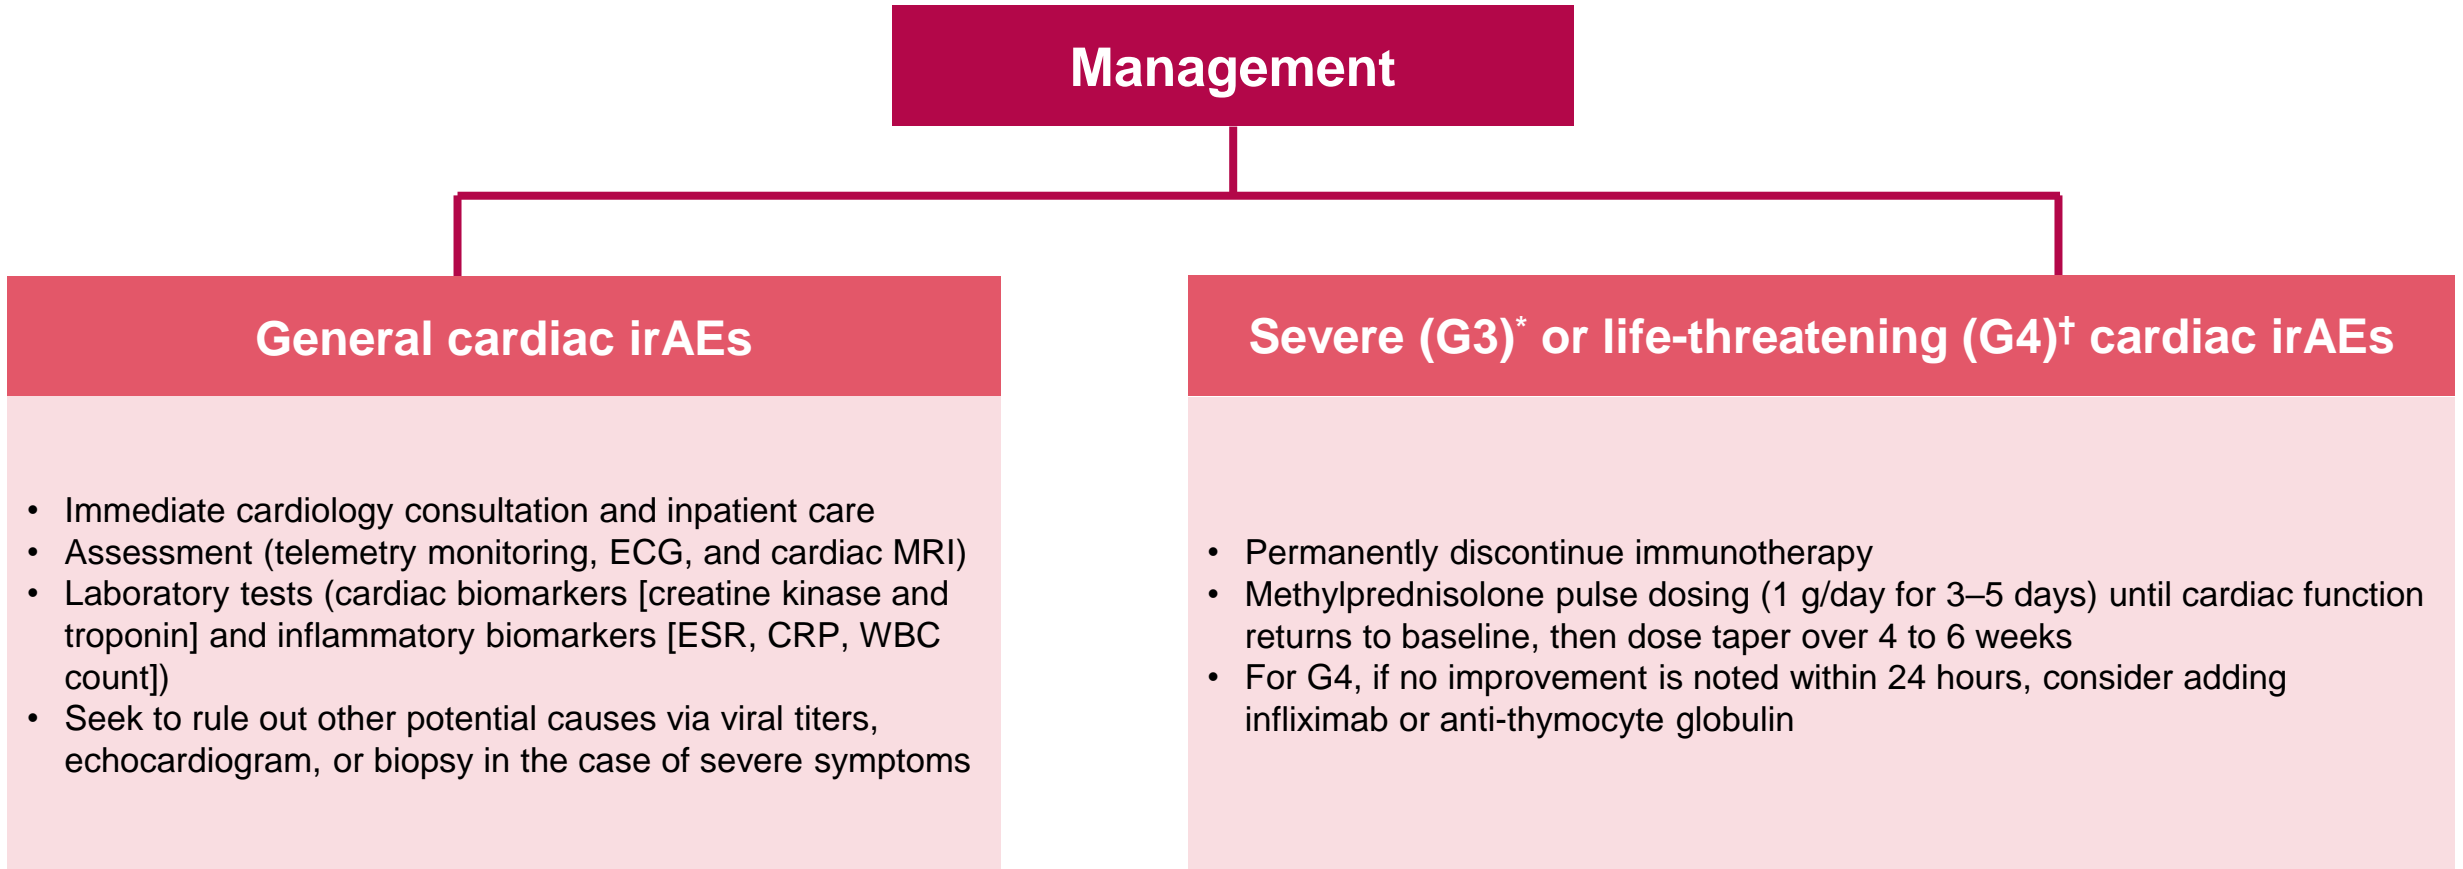 Management
General cardiac irAEs
• Immediate cardiology consultation and inpatient care
• Assessment (telemetry monitoring, ECG, and cardiac MRI)
• Laboratory tests (cardiac biomarkers [creatine kinase and
troponin] and inflammatory biomarkers [ESR, CRP, WBC
count])
• Seek to rule out other potential causes via viral titers,
echocardiogram, or biopsy in the case of severe symptoms
Severe (G3)* or life-threatening (G4)† cardiac irAEs
• Permanently discontinue immunotherapy
• Methylprednisolone pulse dosing (1 g/day for 3–5 days) until cardiac function
returns to baseline, then dose taper over 4 to 6 weeks
• For G4, if no improvement is noted within 24 hours, consider adding
infliximab or anti-thymocyte globulin